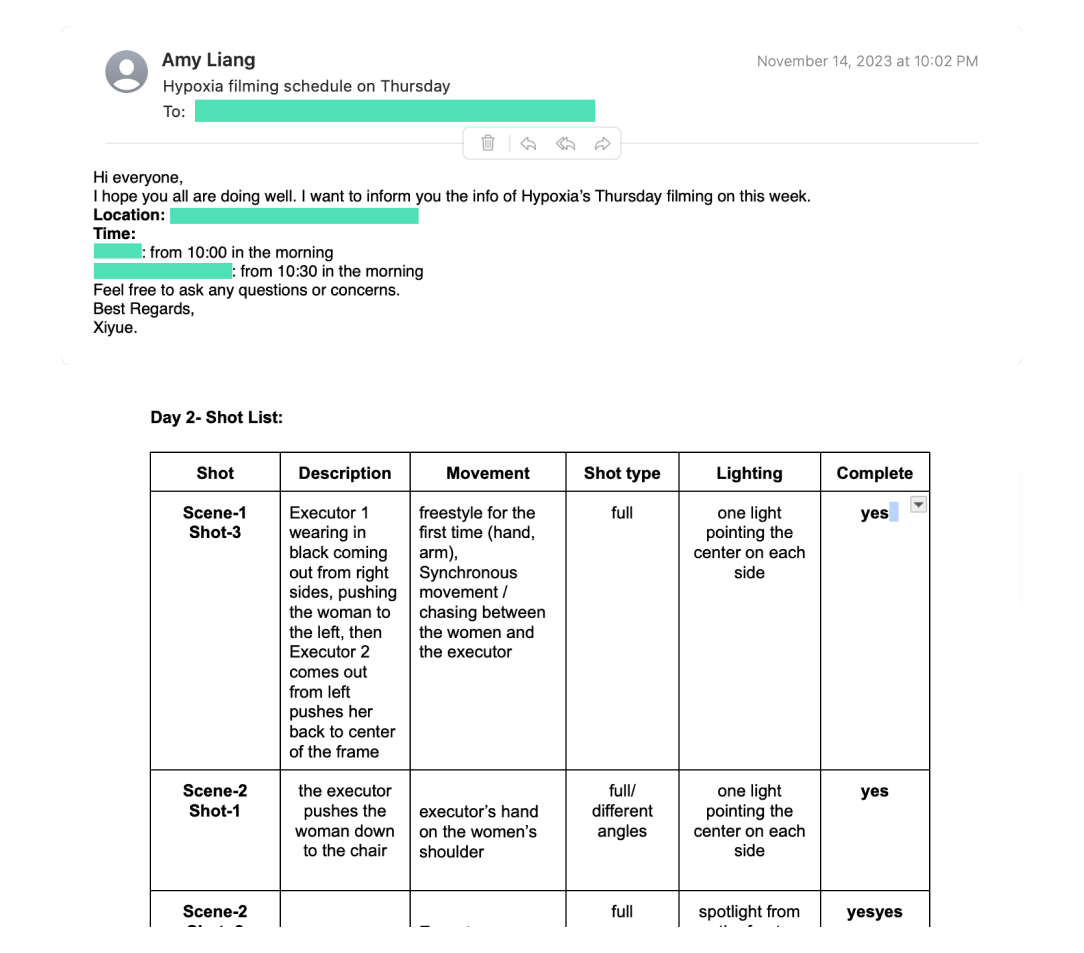 Amy Liang
November 14, 2023 at 10:02 PM
Hypoxia filming schedule on Thursday
To:
Hi everyone,
I hope you all are doing well. I want to inform you the info of Hypoxia’s Thursday filming on this week.
Location:
Time:
: from 10:00 in the morning
: from 10:30 in the morning
Feel free to ask any questions or concerns.
Best Regards,
Xiyue.
Day 2- Shot List:
Shot Description Movement Shot type Lighting Complete
Scene-1
Shot-3
Executor 1
wearing in
black coming
out from right
sides, pushing
the woman to
the left, then
Executor 2
comes out
from left
pushes her
back to center
of the frame
freestyle for the
first time (hand,
arm),
Synchronous
movement /
chasing between
the women and
the executor
full
one light
pointing the
center on each
side
yes
Scene-2
Shot-1
the executor
pushes the
woman down
to the chair
executor’s hand
on the women’s
shoulder
full/
different
angles
one light
pointing the
center on each
side
yes
Scene-2
full
spotlight from
yesyes